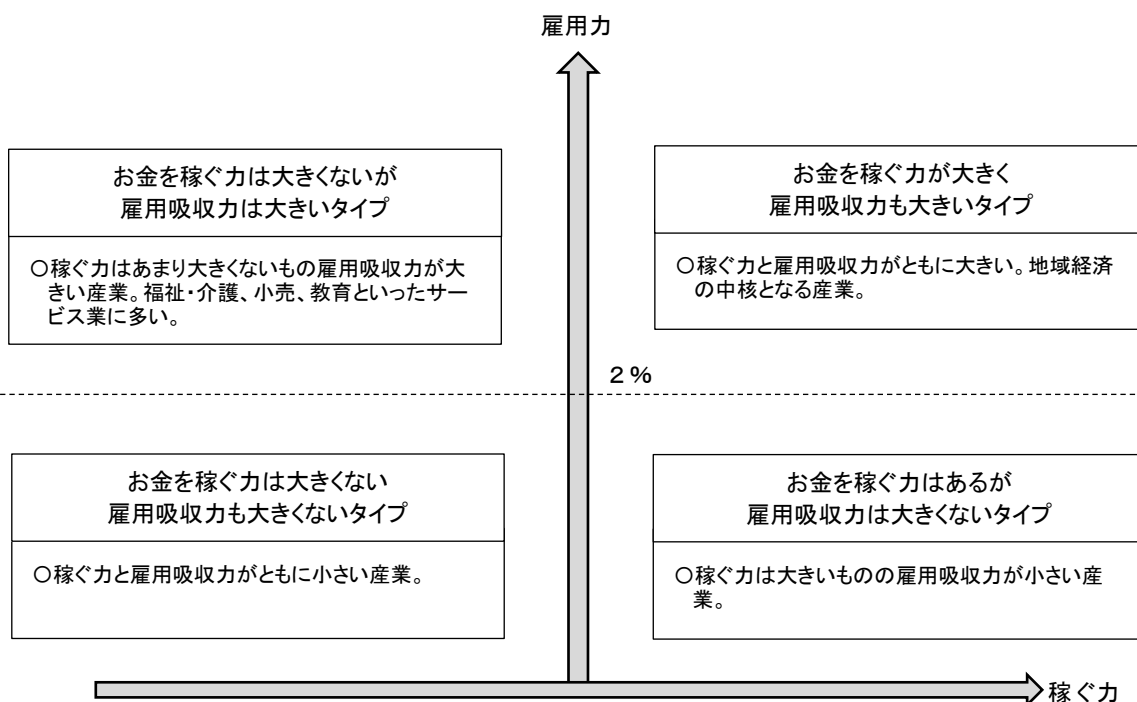 雇用力
お金を稼ぐ力は大きくないが
雇用吸収力は大きいタイプ
○稼ぐ力はあまり大きくないもの雇用吸収力が大
きい産業。福祉・介護、小売、教育といったサー
ビス業に多い。
お金を稼ぐ力が大きく
雇用吸収力も大きいタイプ
○稼ぐ力と雇用吸収力がともに大きい。地域経済
の中核となる産業。
２％
お金を稼ぐ力は大きくない
雇用吸収力も大きくないタイプ
○稼ぐ力と雇用吸収力がともに小さい産業。
お金を稼ぐ力はあるが
雇用吸収力は大きくないタイプ
○稼ぐ力は大きいものの雇用吸収力が小さい産
業。
稼ぐ力